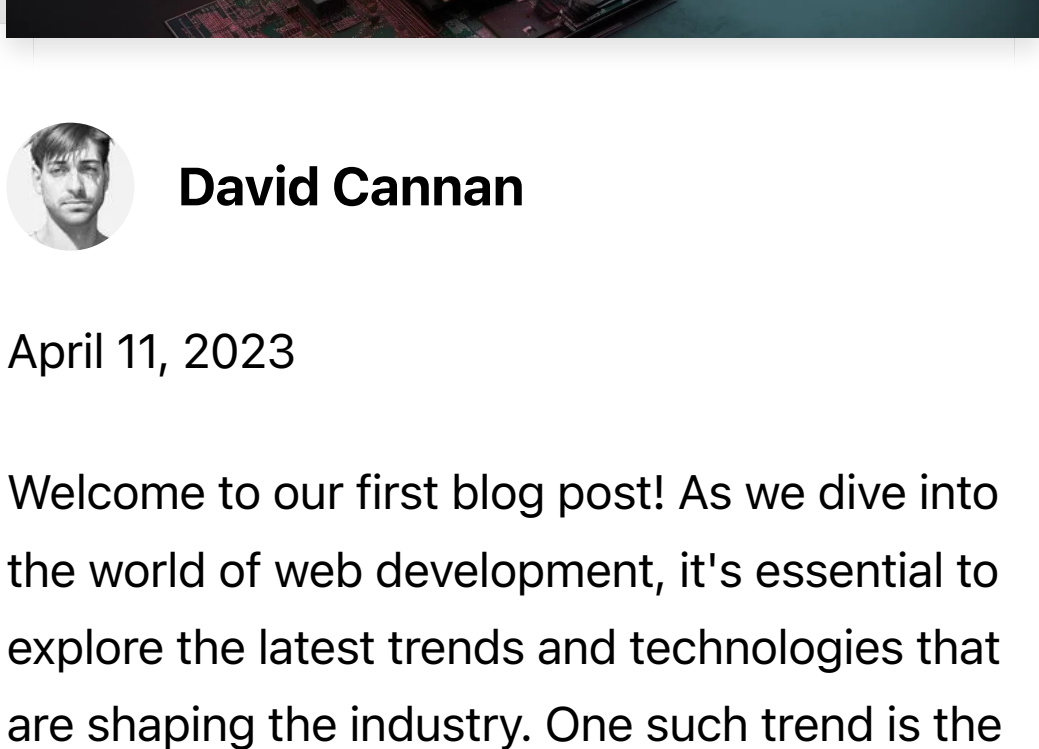 David Cannan
April 11, 2023
Welcome to our first blog post! As we dive into
the world of web development, it's essential to
explore the latest trends and technologies that
are shaping the industry. One such trend is the